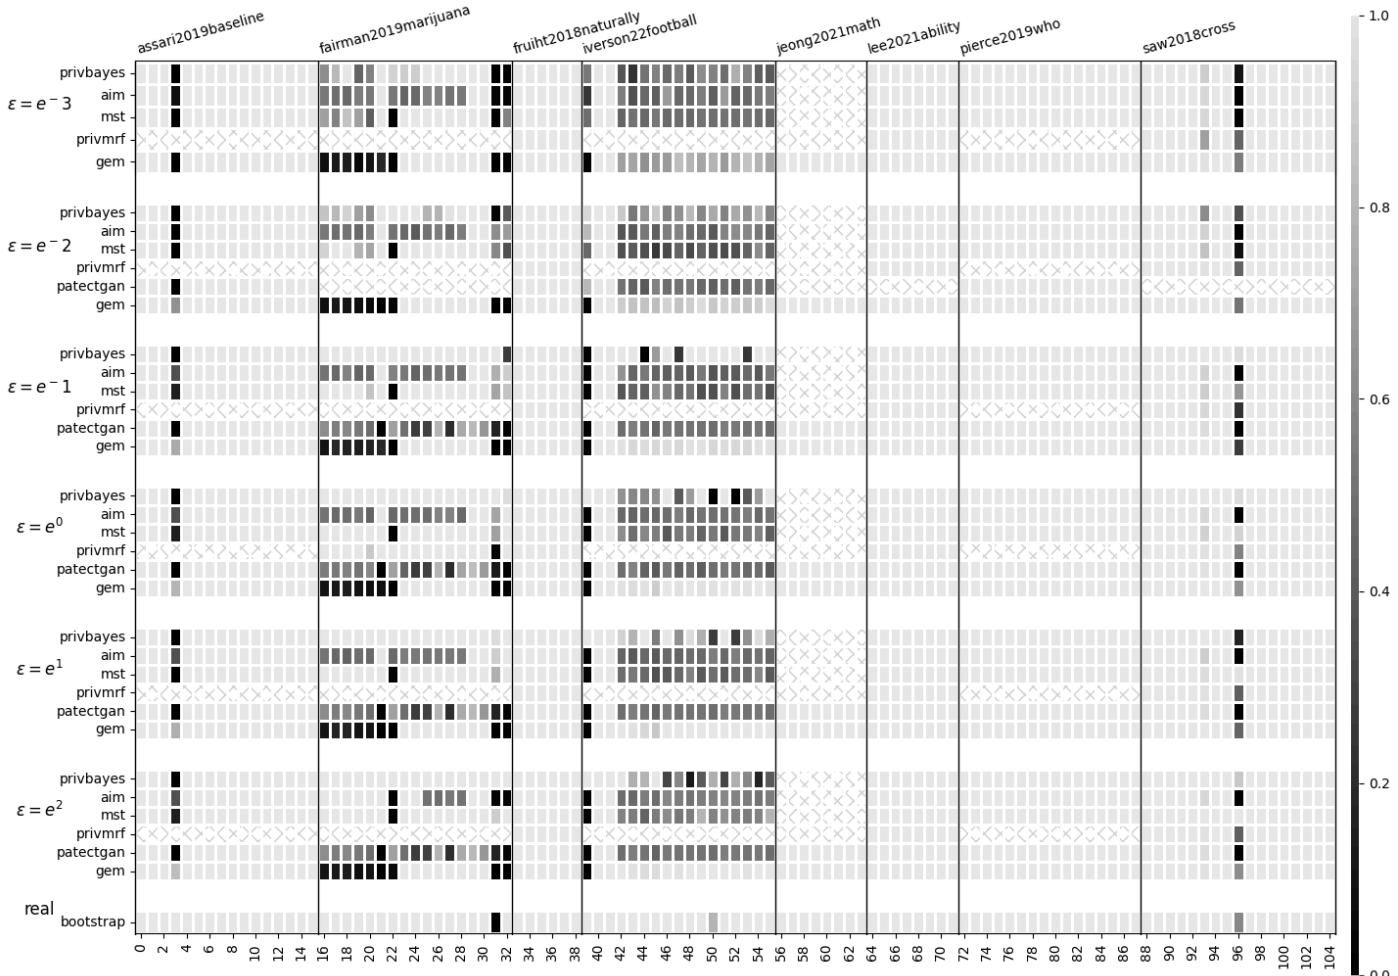 assari2019baseline
fairman2019marijuana
fruiht2018naturally
iverson22football
jeong2021math
lee2021ability
pierce2019who
saw2018cross
1.0
0.8
0.6
0.4
0.2
0.0
ε = e⁻3
privbayes
aim
mst
privmrf
gem
ε = e⁻2
privbayes
aim
mst
privmrf
patectgan
gem
ε = e⁻1
privbayes
aim
mst
privmrf
patectgan
gem
ε = e⁰
privbayes
aim
mst
privmrf
patectgan
gem
ε = e¹
privbayes
aim
mst
privmrf
patectgan
gem
ε = e²
privbayes
aim
mst
privmrf
patectgan
gem
real
bootstrap
0 2 4 6 8 10 12 14 16 18 20 22 24 26 28 30 32 34 36 38 40 42 44 46 48 50 52 54 56 58 60 62 64 66 68 70 72 74 76 78 80 82 84 86 88 90 92 94 96 98 100 102 104